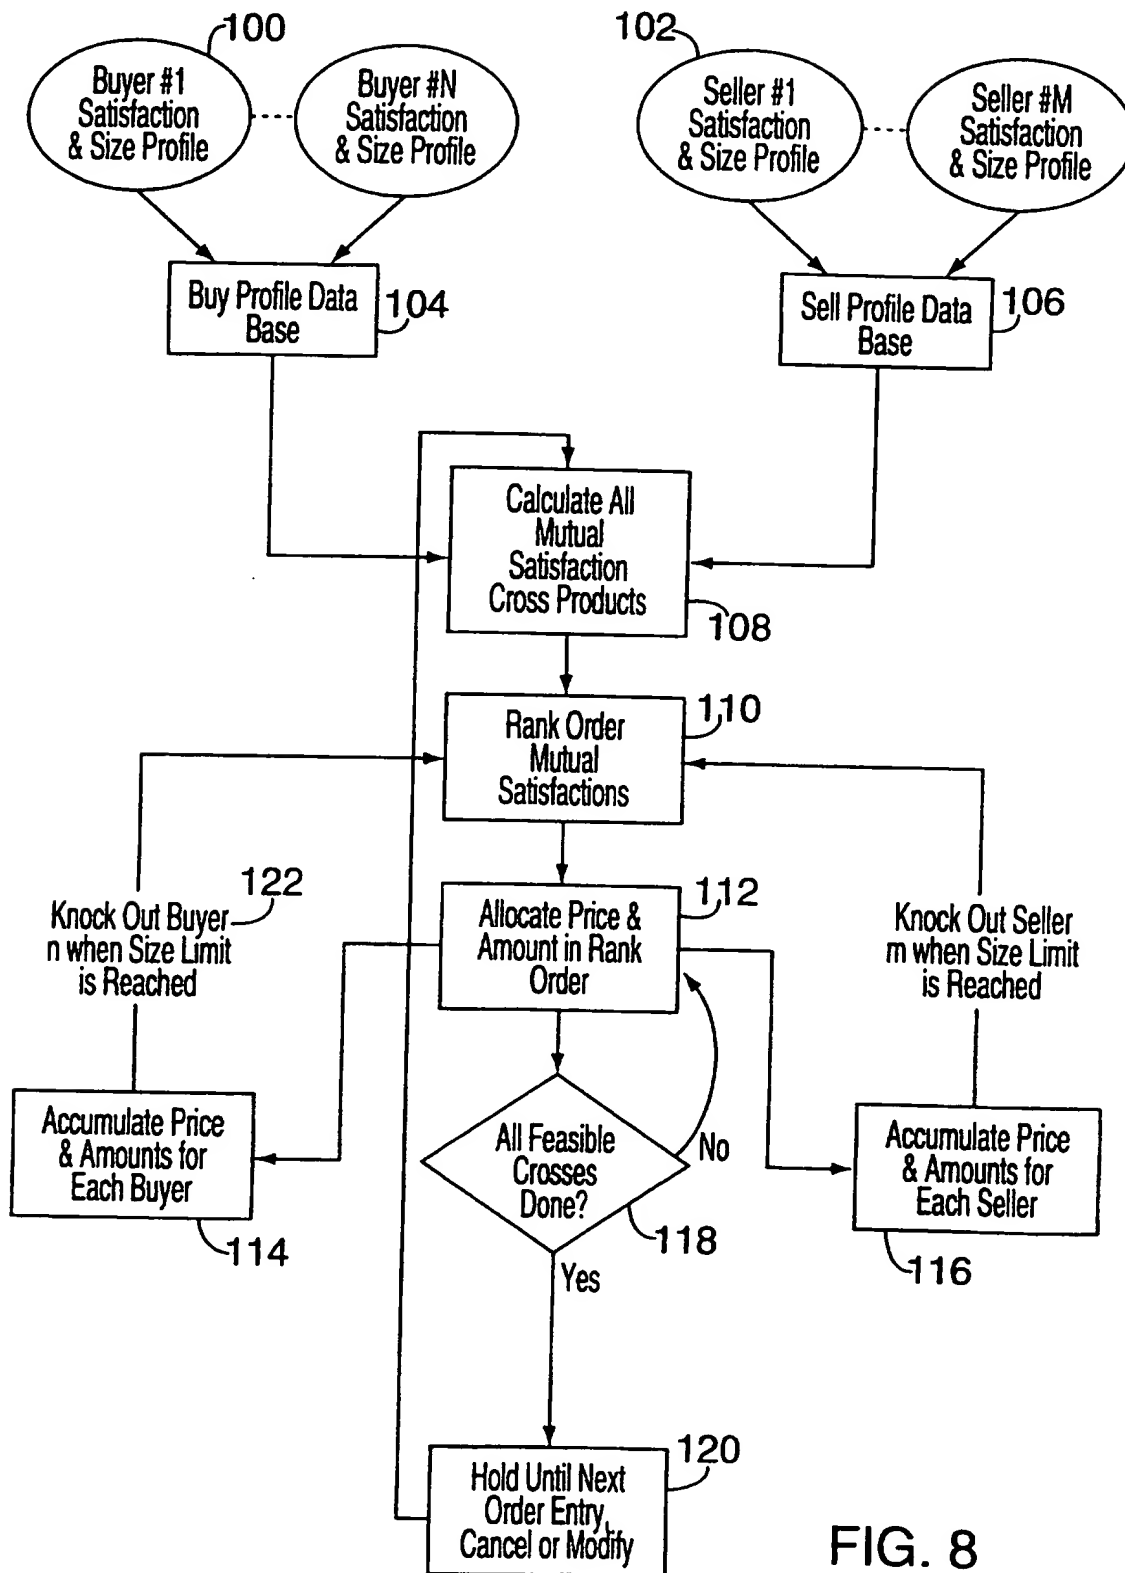 100
Buyer #1
Satisfaction
& Size Profile
Buyer #N
Satisfaction
& Size Profile
102
Seller #1
Satisfaction
& Size Profile
Seller #M
Satisfaction
& Size Profile
Buy Profile Data
Base
104
Sell Profile Data
Base
106
Calculate All
Mutual
Satisfaction
Cross Products
108
Rank Order
Mutual
Satisfactions
110
Knock Out Buyer
n when Size Limit
is Reached
122
Allocate Price &
Amount in Rank
Order
112
Knock Out Seller
m when Size Limit
is Reached
Accumulate Price
& Amounts for
Each Buyer
114
All Feasible
Crosses
Done?
No
118
Yes
Accumulate Price
& Amounts for
Each Seller
116
Hold Until Next
Order Entry,
Cancel or Modify
120
FIG. 8